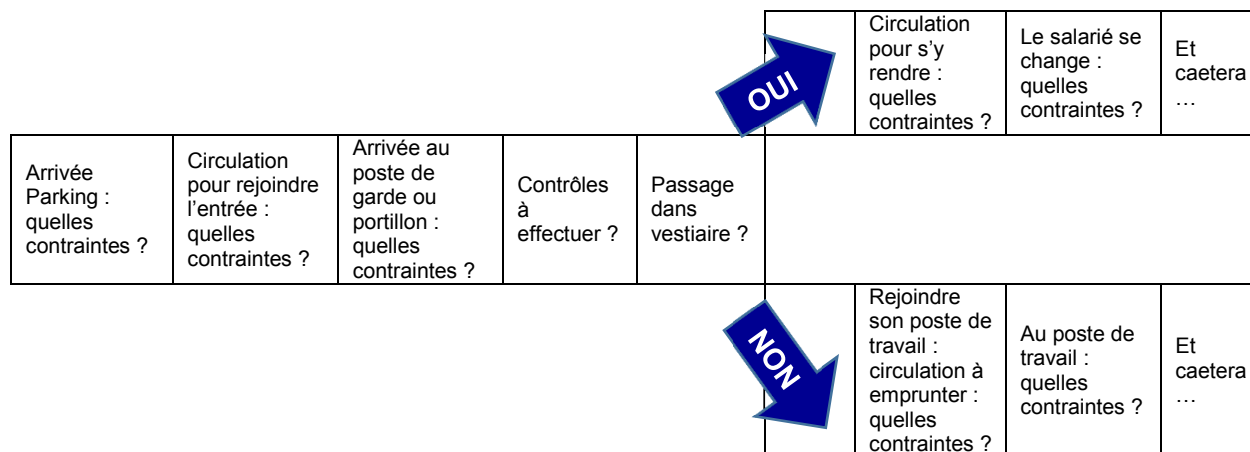 OUI
Circulation
pour s'y
rendre :
quelles
contraintes ?
Le salarié se
change :
quelles
contraintes ?
Et
caetera
…
Arrivée
Parking :
quelles
contraintes ?
Circulation
pour rejoindre
l'entrée :
quelles
contraintes ?
Arrivée au
poste de
garde ou
portillon :
quelles
contraintes ?
Contrôles
à
effectuer ?
Passage
dans
vestiaire ?
NON
Rejoindre
son poste de
travail :
circulation à
emprunter :
quelles
contraintes ?
Au poste de
travail :
quelles
contraintes ?
Et
caetera
…